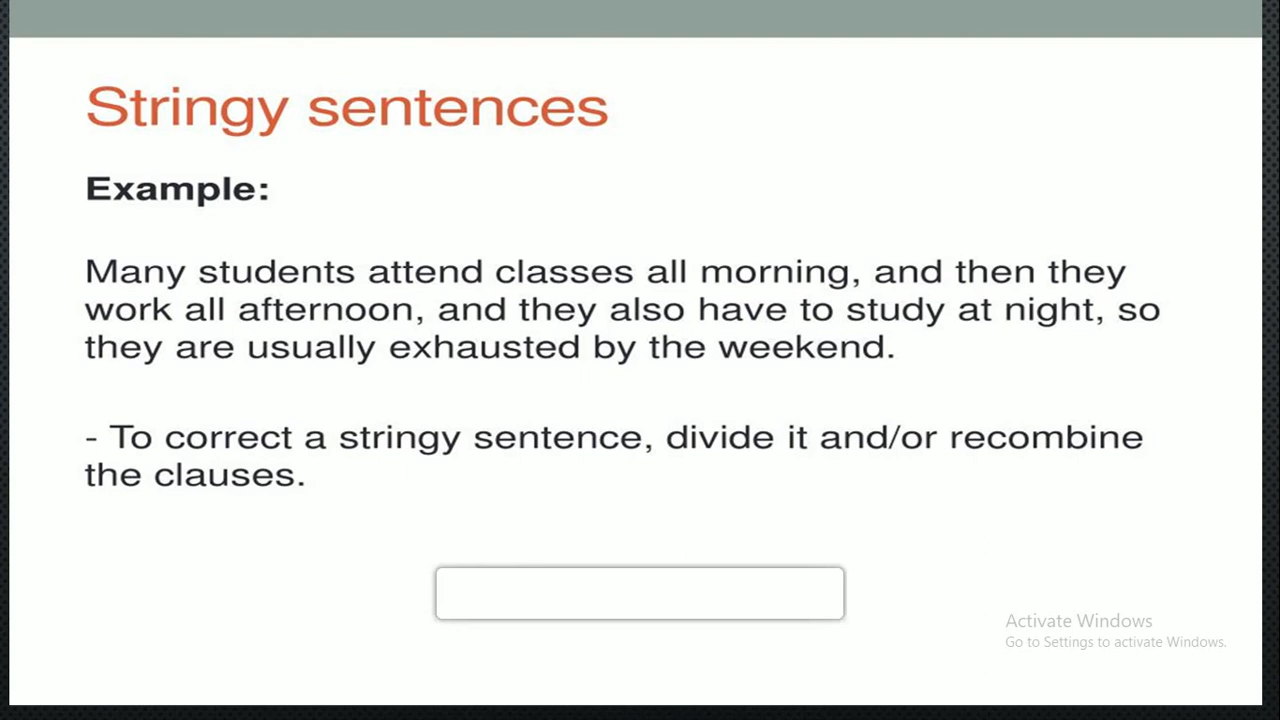 Stringy sentences
Example:
Many students attend classes all morning, and then they
work all afternoon, and they also have to study at night, so
they are usually exhausted by the weekend.
- To correct a stringy sentence, divide it and/or recombine
the clauses.
Activate Windows
Go to Settings to activate Windows.